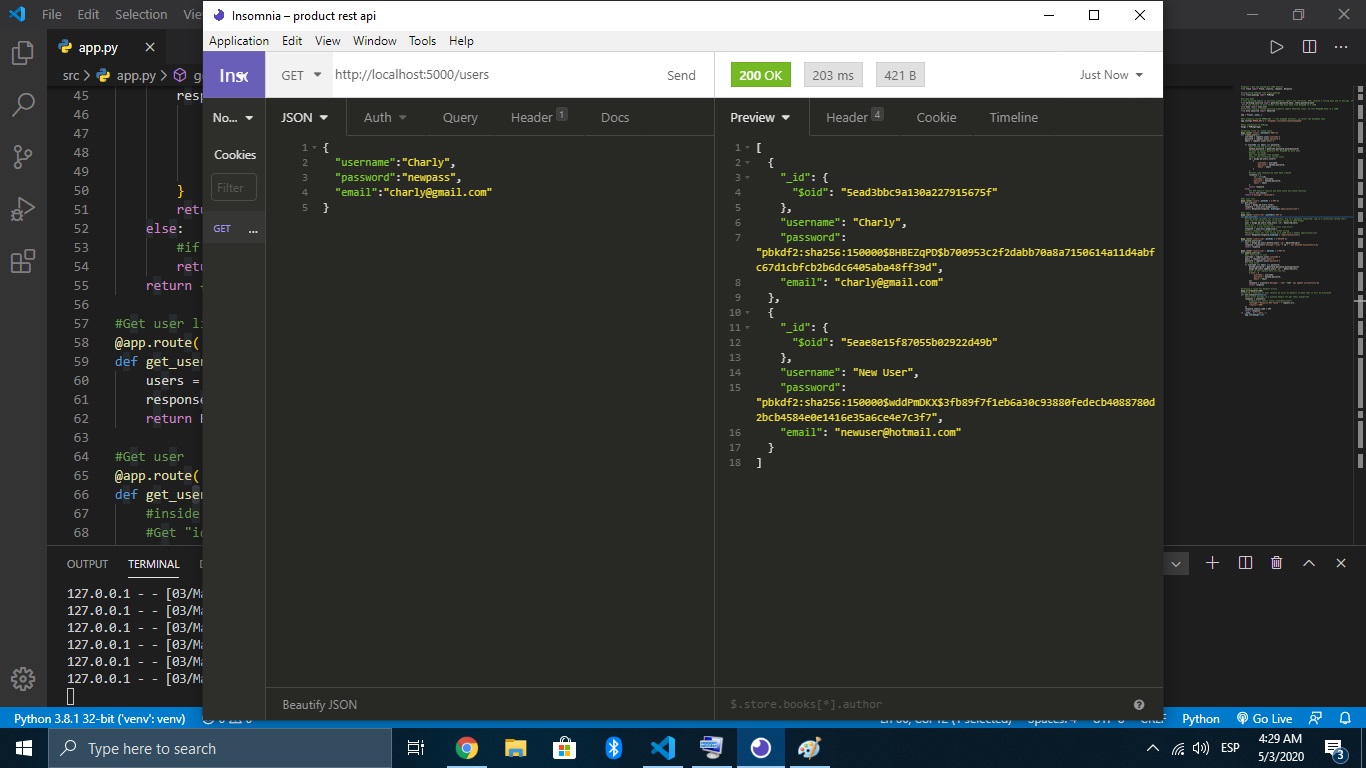 File Edit Selection Vi
Insomnia – product rest api
Application Edit View Window Tools Help
app.py
src > app.py >
GET http://localhost:5000/users Send
200 OK 203 ms 421 B Just Now
No...
JSON Auth Query Header 1 Docs
Preview Header 4 Cookie Timeline
Cookies
Filter
GET ...
45 resp
46
47
48
49
50 }
51 retu
52 else:
53 #if
54 retu
55 return
56
57 #Get user li
58 @app.route(
59 def get_user
60 users =
61 response
62 return
63
64 #Get user
65 @app.route(
66 def get_user
67 #inside
68 #Get "i
1 {
2 "username":"Charly",
3 "password":"newpass",
4 "email":"charly@gmail.com"
5 }
1 [
2 {
3 "_id": {
4 "$oid": "5ead3bbc9a130a227915675f"
5 },
6 "username": "Charly",
7 "password":
"pbkdf2:sha256:150000$BHBEZqPD$b700953c2f2dabb70a8a7150614a11d4abf
c67d1cbfcb2b6dc6405aba48ff39d",
8 "email": "charly@gmail.com"
9 },
10 {
11 "_id": {
12 "$oid": "5eae8e15f87055b02922d49b"
13 },
14 "username": "New User",
15 "password":
"pbkdf2:sha256:150000$wddPmDKX$3fb89f7f1eb6a30c93880fedecb4088780d
2bcb4584e0e1416e35a6ce4e7c3f7",
16 "email": "newuser@hotmail.com"
17 }
18 ]
OUTPUT TERMINAL
127.0.0.1 - - [03/Ma
127.0.0.1 - - [03/Ma
127.0.0.1 - - [03/Ma
127.0.0.1 - - [03/Ma
127.0.0.1 - - [03/Ma
127.0.0.1 - - [03/Ma
Beautify JSON
$.store.books[*].author
Python 3.8.1 32-bit ('venv': venv) Python Go Live
Type here to search
ESP
4:29 AM
5/3/2020
3